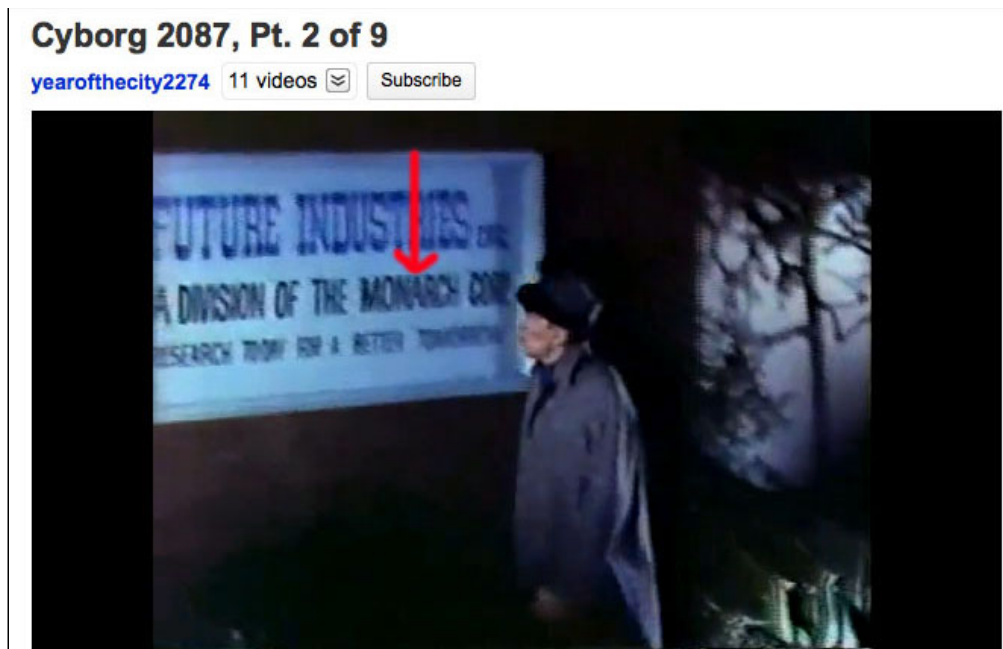 Cyborg 2087, Pt. 2 of 9
yearofthecity2274 11 videos Subscribe
FUTURE INDUSTRIES INC.
A DIVISION OF THE MONARCH CORP
RESEARCH TODAY FOR A BETTER TOMORROW